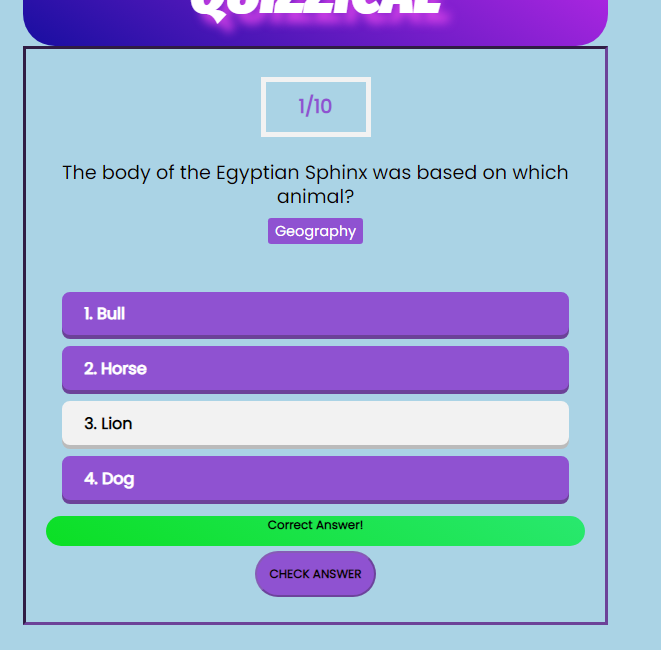 QUIZZICAL
1/10
The body of the Egyptian Sphinx was based on which
animal?
Geography
1. Bull
2. Horse
3. Lion
4. Dog
Correct Answer!
CHECK ANSWER